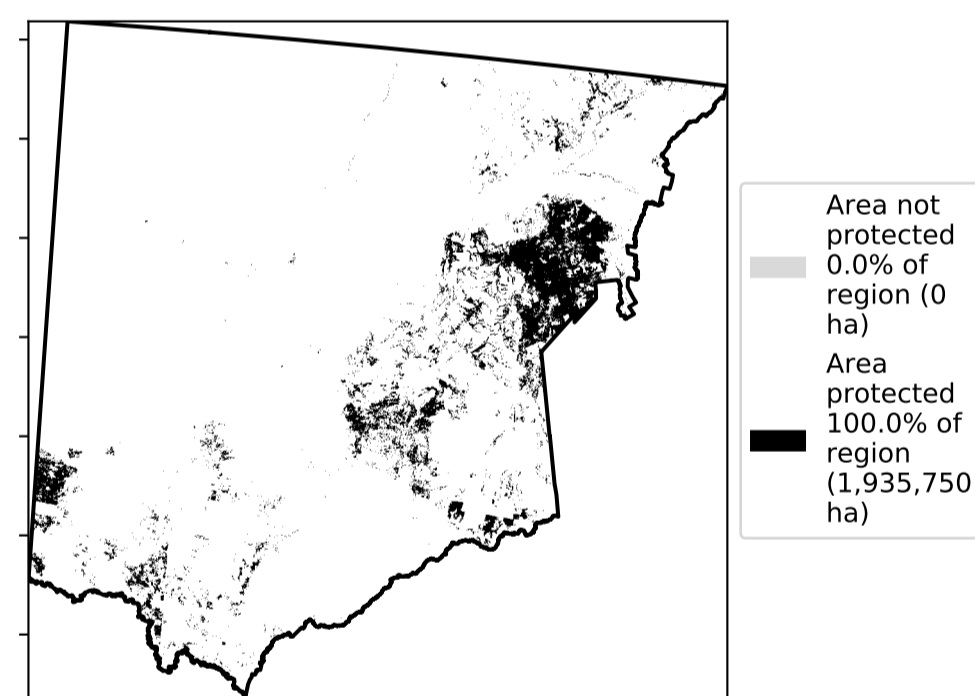 Area not
protected
0.0% of
region (0
ha)
Area
protected
100.0% of
region
(1,935,750
ha)